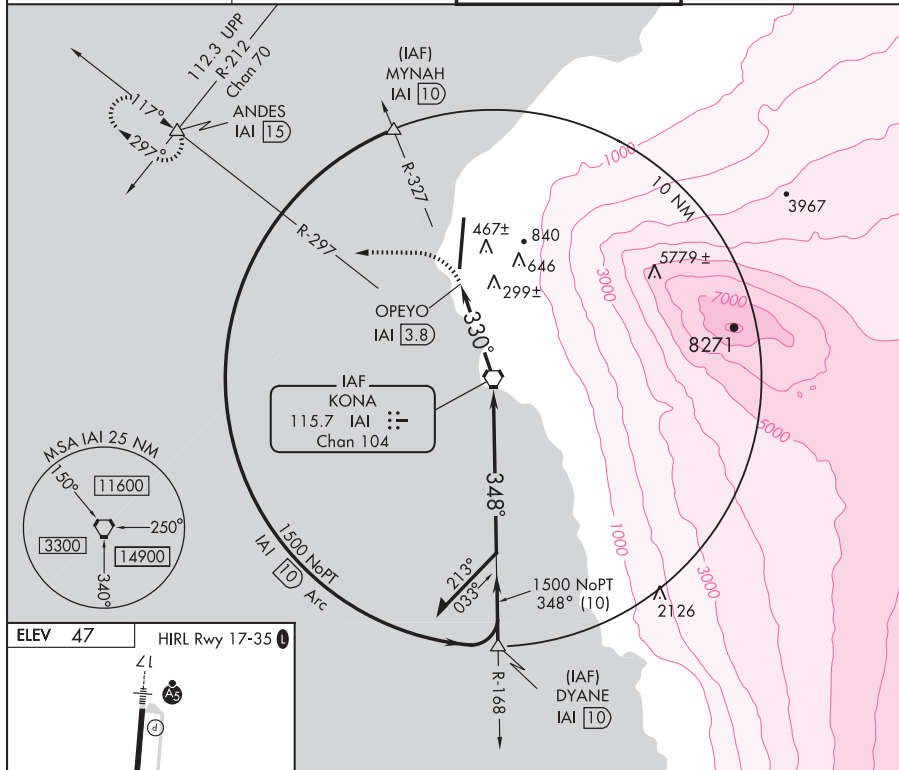 112.3 UPP
R-212
Chan 70
ANDES
IAI 15
117°
297°
(IAF)
MYNAH
IAI 10
R-327
R-297
10 NM
1000
3967
467±
840
646
299±
3000
5779±
7000
8271
5000
OPEYO
IAI 3.8
330°
IAF
KONA
115.7 IAI
Chan 104
MSA IAI 25 NM
150°
11600
250°
3300
14900
340°
348°
1500 NoPT
IAI 10 Arc
213°
033°
1500 NoPT
348° (10)
1000
3000
2126
R-168
(IAF)
DYANE
IAI 10
ELEV 47
HIRL Rwy 17-35 L
17
A5
P